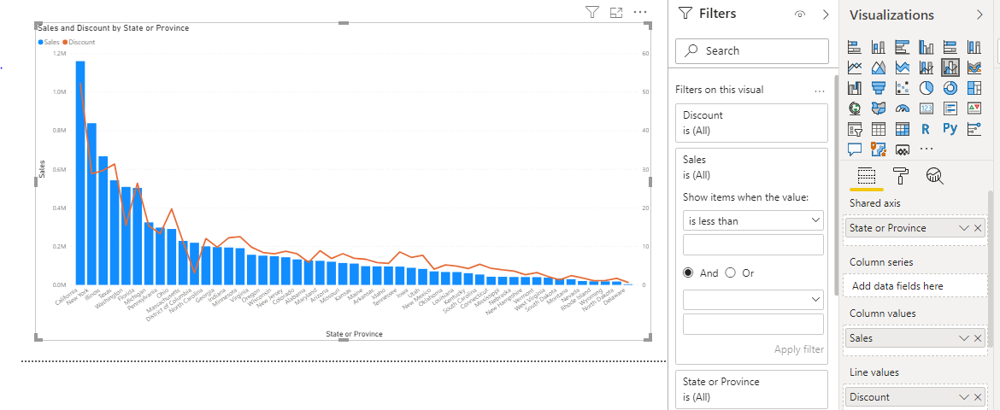 Sales and Discount by State or Province
Sales Discount
1.2M
1.0M
0.8M
0.6M
0.4M
0.2M
0.0M
Sales
60
50
40
30
20
10
0
California
New York
Illinois
Texas
Washington
Florida
Michigan
Pennsylvania
Ohio
Massachusetts
District of Columbia
North Carolina
Georgia
Indiana
Minnesota
Virginia
Oregon
Wisconsin
New Jersey
Colorado
Alabama
Maryland
Arizona
Missouri
Kansas
Maine
Arkansas
Idaho
Tennessee
Iowa
Utah
New Mexico
Oklahoma
Louisiana
Kentucky
South Carolina
Connecticut
Mississippi
Nebraska
New Hampshire
Vermont
West Virginia
South Dakota
Montana
Nevada
Rhode Island
Wyoming
North Dakota
Delaware
State or Province
Filters
Search
Filters on this visual
Discount
is (All)
Sales
is (All)
Show items when the value:
is less than
And Or
Apply filter
State or Province
is (All)
Visualizations
123
R Py
Shared axis
State or Province
Column series
Add data fields here
Column values
Sales
Line values
Discount